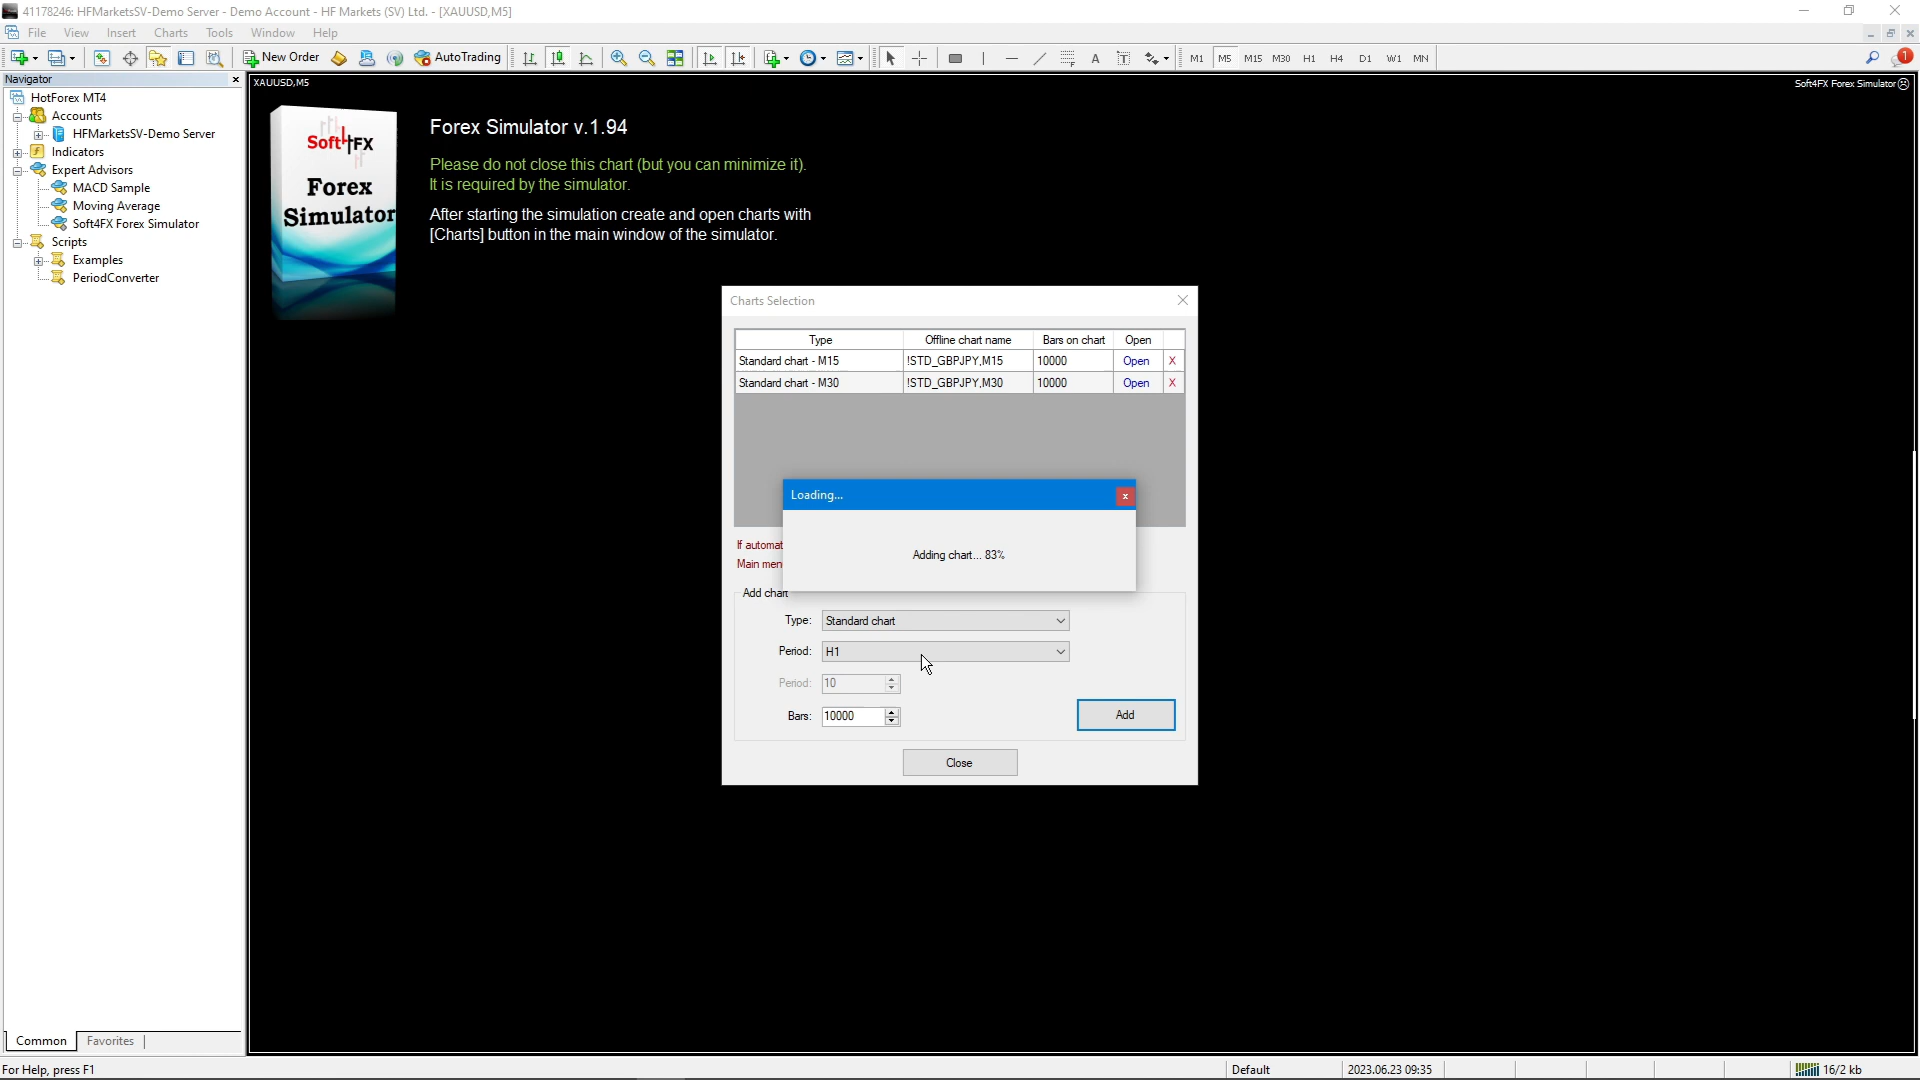 41178246: HFMarketsSV-Demo Server - Demo Account - HF Markets (SV) Ltd. - [XAUUSD,M5]
File View Insert Charts Tools Window Help
New Order AutoTrading A T M1 M5 M15 M30 H1 H4 D1 W1 MN 1
Navigator
HotForex MT4
Accounts
HFMarketsSV-Demo Server
Indicators
Expert Advisors
MACD Sample
Moving Average
Soft4FX Forex Simulator
Scripts
Examples
PeriodConverter
Common Favorites
XAUUSD,M5
Soft4FX Forex Simulator
Soft4FX
Forex
Simulator
Forex Simulator v.1.94
Please do not close this chart (but you can minimize it).
It is required by the simulator.
After starting the simulation create and open charts with
[Charts] button in the main window of the simulator.
Charts Selection
Type Offline chart name Bars on chart Open
Standard chart - M15 !STD_GBPJPY,M15 10000 Open X
Standard chart - M30 !STD_GBPJPY,M30 10000 Open X
Loading...
Adding chart... 83%
If automat
Main men
Add chart
Type: Standard chart
Period: H1
Period: 10
Bars: 10000
Add
Close
For Help, press F1
Default
2023.06.23 09:35
16/2 kb